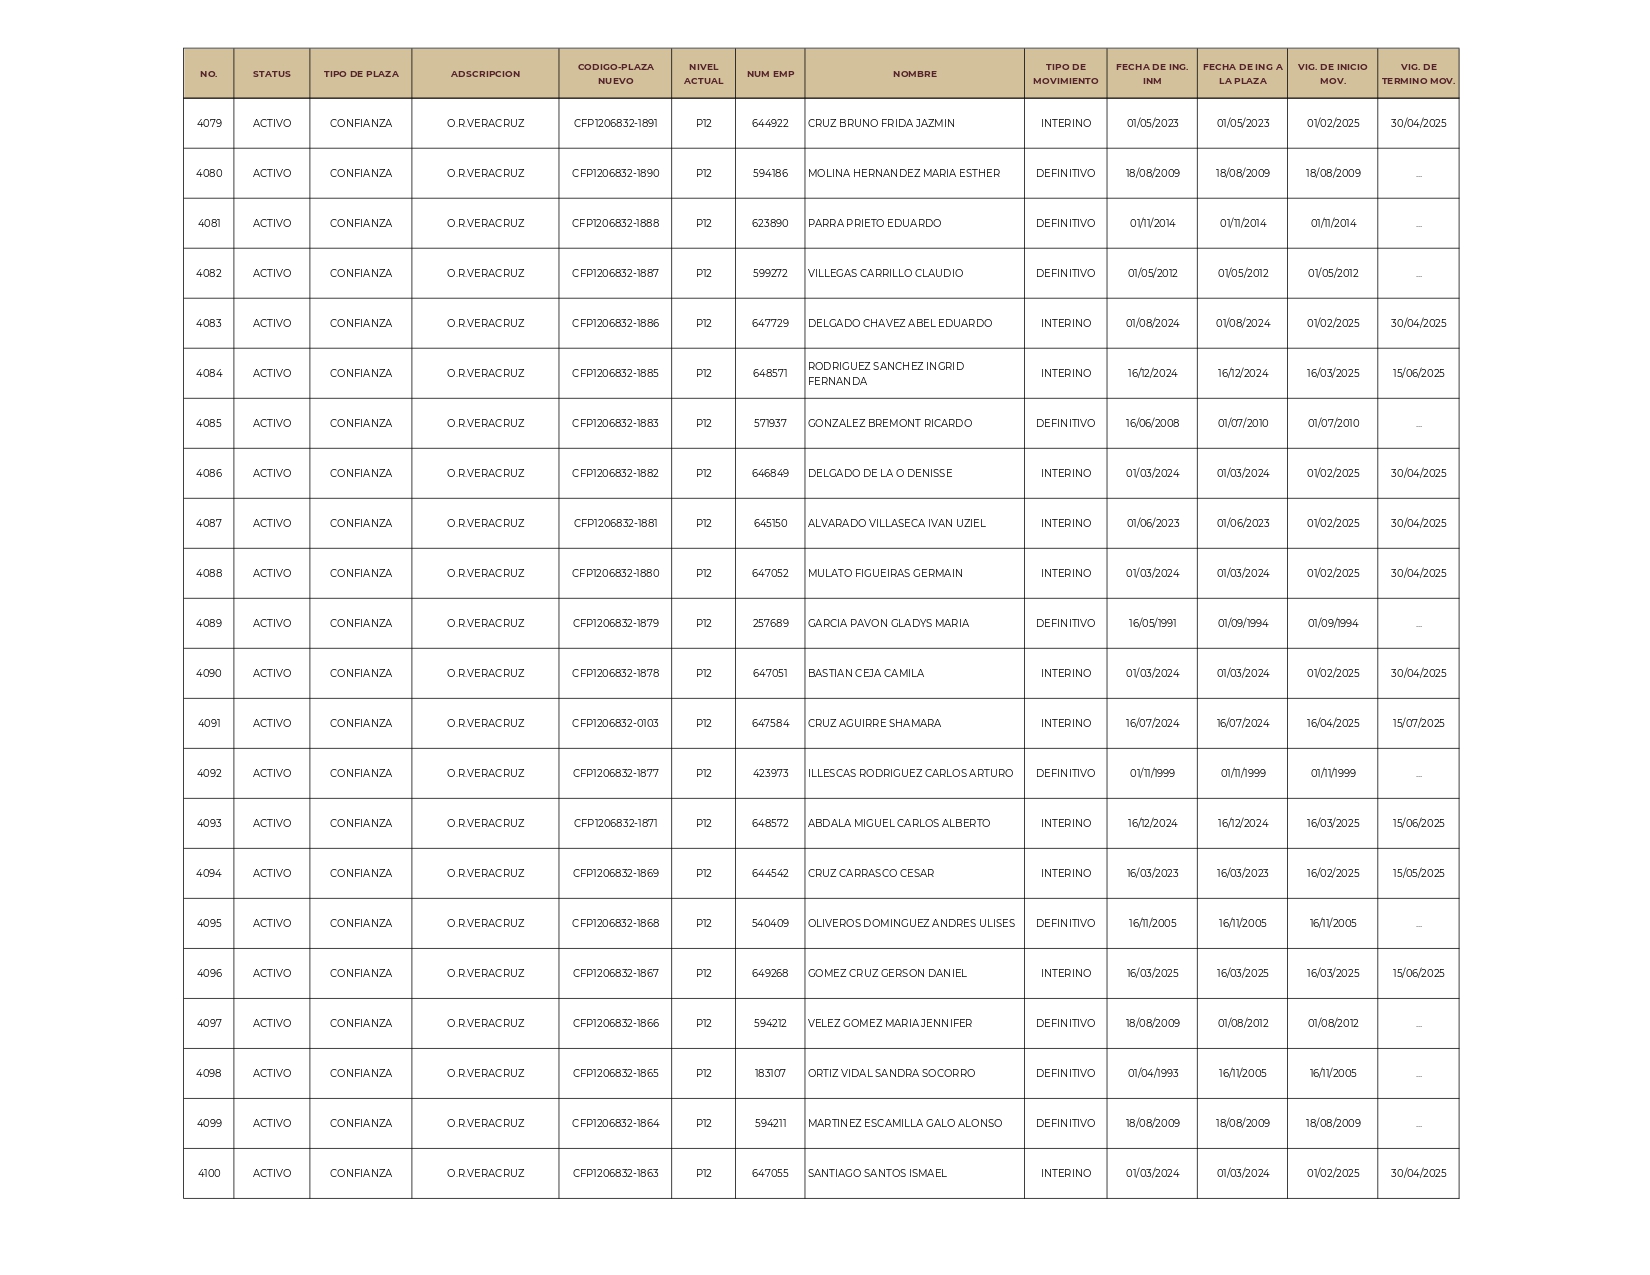 NO. STATUS TIPO DE PLAZA ADSCRIPCION CODIGO-PLAZA NUEVO NIVEL ACTUAL NUM EMP NOMBRE TIPO DE MOVIMIENTO FECHA DE ING. INM FECHA DE ING A LA PLAZA VIG. DE INICIO MOV. VIG. DE TERMINO MOV.
4079 ACTIVO CONFIANZA O.R.VERACRUZ CFP1206832-1891 P12 644922 CRUZ BRUNO FRIDA JAZMIN INTERINO 01/05/2023 01/05/2023 01/02/2025 30/04/2025
4080 ACTIVO CONFIANZA O.R.VERACRUZ CFP1206832-1890 P12 594186 MOLINA HERNANDEZ MARIA ESTHER DEFINITIVO 18/08/2009 18/08/2009 18/08/2009 ...
4081 ACTIVO CONFIANZA O.R.VERACRUZ CFP1206832-1888 P12 623890 PARRA PRIETO EDUARDO DEFINITIVO 01/11/2014 01/11/2014 01/11/2014 ...
4082 ACTIVO CONFIANZA O.R.VERACRUZ CFP1206832-1887 P12 599272 VILLEGAS CARRILLO CLAUDIO DEFINITIVO 01/05/2012 01/05/2012 01/05/2012 ...
4083 ACTIVO CONFIANZA O.R.VERACRUZ CFP1206832-1886 P12 647729 DELGADO CHAVEZ ABEL EDUARDO INTERINO 01/08/2024 01/08/2024 01/02/2025 30/04/2025
4084 ACTIVO CONFIANZA O.R.VERACRUZ CFP1206832-1885 P12 648571 RODRIGUEZ SANCHEZ INGRID FERNANDA INTERINO 16/12/2024 16/12/2024 16/03/2025 15/06/2025
4085 ACTIVO CONFIANZA O.R.VERACRUZ CFP1206832-1883 P12 571937 GONZALEZ BREMONT RICARDO DEFINITIVO 16/06/2008 01/07/2010 01/07/2010 ...
4086 ACTIVO CONFIANZA O.R.VERACRUZ CFP1206832-1882 P12 646849 DELGADO DE LA O DENISSE INTERINO 01/03/2024 01/03/2024 01/02/2025 30/04/2025
4087 ACTIVO CONFIANZA O.R.VERACRUZ CFP1206832-1881 P12 645150 ALVARADO VILLASECA IVAN UZIEL INTERINO 01/06/2023 01/06/2023 01/02/2025 30/04/2025
4088 ACTIVO CONFIANZA O.R.VERACRUZ CFP1206832-1880 P12 647052 MULATO FIGUEIRAS GERMAIN INTERINO 01/03/2024 01/03/2024 01/02/2025 30/04/2025
4089 ACTIVO CONFIANZA O.R.VERACRUZ CFP1206832-1879 P12 257689 GARCIA PAVON GLADYS MARIA DEFINITIVO 16/05/1991 01/09/1994 01/09/1994 ...
4090 ACTIVO CONFIANZA O.R.VERACRUZ CFP1206832-1878 P12 647051 BASTIAN CEJA CAMILA INTERINO 01/03/2024 01/03/2024 01/02/2025 30/04/2025
4091 ACTIVO CONFIANZA O.R.VERACRUZ CFP1206832-0103 P12 647584 CRUZ AGUIRRE SHAMARA INTERINO 16/07/2024 16/07/2024 16/04/2025 15/07/2025
4092 ACTIVO CONFIANZA O.R.VERACRUZ CFP1206832-1877 P12 423973 ILLESCAS RODRIGUEZ CARLOS ARTURO DEFINITIVO 01/11/1999 01/11/1999 01/11/1999 ...
4093 ACTIVO CONFIANZA O.R.VERACRUZ CFP1206832-1871 P12 648572 ABDALA MIGUEL CARLOS ALBERTO INTERINO 16/12/2024 16/12/2024 16/03/2025 15/06/2025
4094 ACTIVO CONFIANZA O.R.VERACRUZ CFP1206832-1869 P12 644542 CRUZ CARRASCO CESAR INTERINO 16/03/2023 16/03/2023 16/02/2025 15/05/2025
4095 ACTIVO CONFIANZA O.R.VERACRUZ CFP1206832-1868 P12 540409 OLIVEROS DOMINGUEZ ANDRES ULISES DEFINITIVO 16/11/2005 16/11/2005 16/11/2005 ...
4096 ACTIVO CONFIANZA O.R.VERACRUZ CFP1206832-1867 P12 649268 GOMEZ CRUZ GERSON DANIEL INTERINO 16/03/2025 16/03/2025 16/03/2025 15/06/2025
4097 ACTIVO CONFIANZA O.R.VERACRUZ CFP1206832-1866 P12 594212 VELEZ GOMEZ MARIA JENNIFER DEFINITIVO 18/08/2009 01/08/2012 01/08/2012 ...
4098 ACTIVO CONFIANZA O.R.VERACRUZ CFP1206832-1865 P12 183107 ORTIZ VIDAL SANDRA SOCORRO DEFINITIVO 01/04/1993 16/11/2005 16/11/2005 ...
4099 ACTIVO CONFIANZA O.R.VERACRUZ CFP1206832-1864 P12 594211 MARTINEZ ESCAMILLA GALO ALONSO DEFINITIVO 18/08/2009 18/08/2009 18/08/2009 ...
4100 ACTIVO CONFIANZA O.R.VERACRUZ CFP1206832-1863 P12 647055 SANTIAGO SANTOS ISMAEL INTERINO 01/03/2024 01/03/2024 01/02/2025 30/04/2025